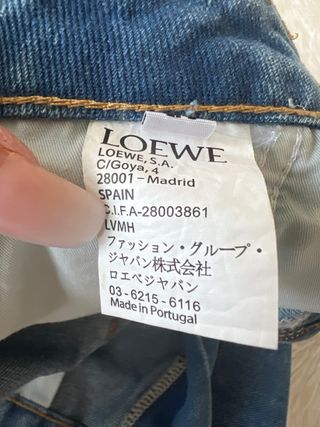 LOEWE
LOEWE, S.A.
C/Goya, 4
28001-Madrid
SPAIN
C.I.F.A-28003861
LVMH
ファッション・グループ・
ジャパン株式会社
ロエベジャパン
03-6215-6116
Made in Portugal